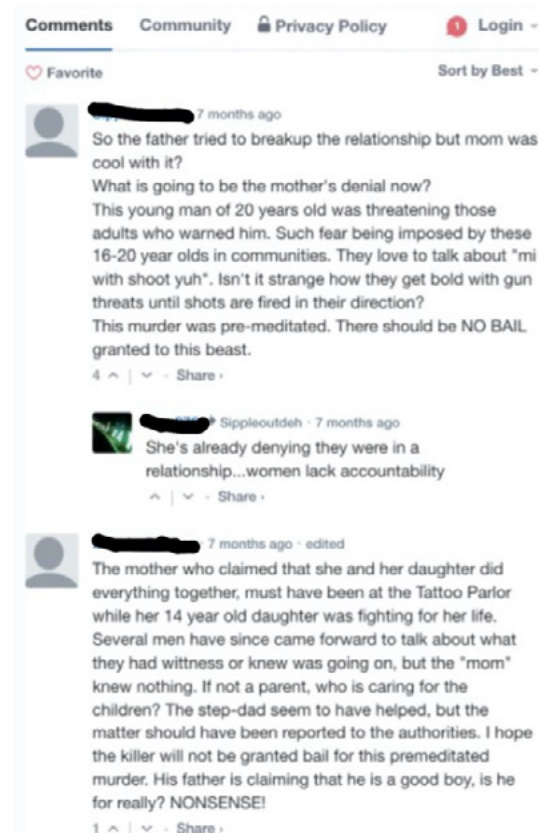 Comments Community Privacy Policy 1 Login
Favorite Sort by Best
7 months ago
So the father tried to breakup the relationship but mom was
cool with it?
What is going to be the mother's denial now?
This young man of 20 years old was threatening those
adults who warned him. Such fear being imposed by these
16-20 year olds in communities. They love to talk about "mi
with shoot yuh". Isn't it strange how they get bold with gun
threats until shots are fired in their direction?
This murder was pre-meditated. There should be NO BAIL
granted to this beast.
4 Share
Sippleoutdeh · 7 months ago
She's already denying they were in a
relationship...women lack accountability
Share
7 months ago · edited
The mother who claimed that she and her daughter did
everything together, must have been at the Tattoo Parlor
while her 14 year old daughter was fighting for her life.
Several men have since came forward to talk about what
they had wittness or knew was going on, but the "mom"
knew nothing. If not a parent, who is caring for the
children? The step-dad seem to have helped, but the
matter should have been reported to the authorities. I hope
the killer will not be granted bail for this premeditated
murder. His father is claiming that he is a good boy, is he
for really? NONSENSE!
1 Share